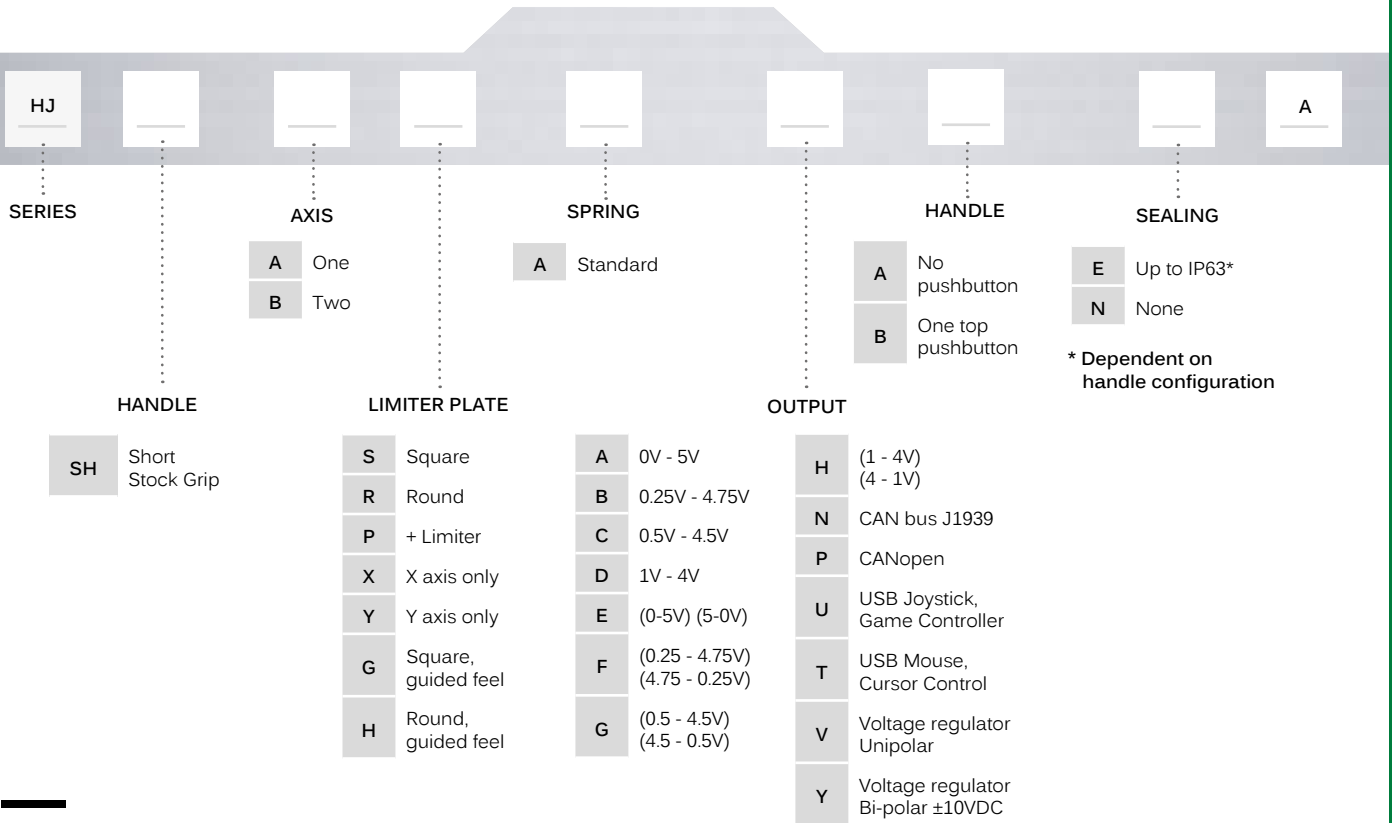 HJ
A
SERIES
AXIS
A One
B Two
SPRING
A Standard
HANDLE
A No
pushbutton
B One top
pushbutton
SEALING
E Up to IP63*
N None
* Dependent on
handle configuration
HANDLE
SH Short
Stock Grip
LIMITER PLATE
S Square
R Round
P + Limiter
X X axis only
Y Y axis only
G Square,
guided feel
H Round,
guided feel
OUTPUT
A 0V - 5V
B 0.25V - 4.75V
C 0.5V - 4.5V
D 1V - 4V
E (0-5V) (5-0V)
F (0.25 - 4.75V)
(4.75 - 0.25V)
G (0.5 - 4.5V)
(4.5 - 0.5V)
H (1 - 4V)
(4 - 1V)
N CAN bus J1939
P CANopen
U USB Joystick,
Game Controller
T USB Mouse,
Cursor Control
V Voltage regulator
Unipolar
Y Voltage regulator
Bi-polar ±10VDC